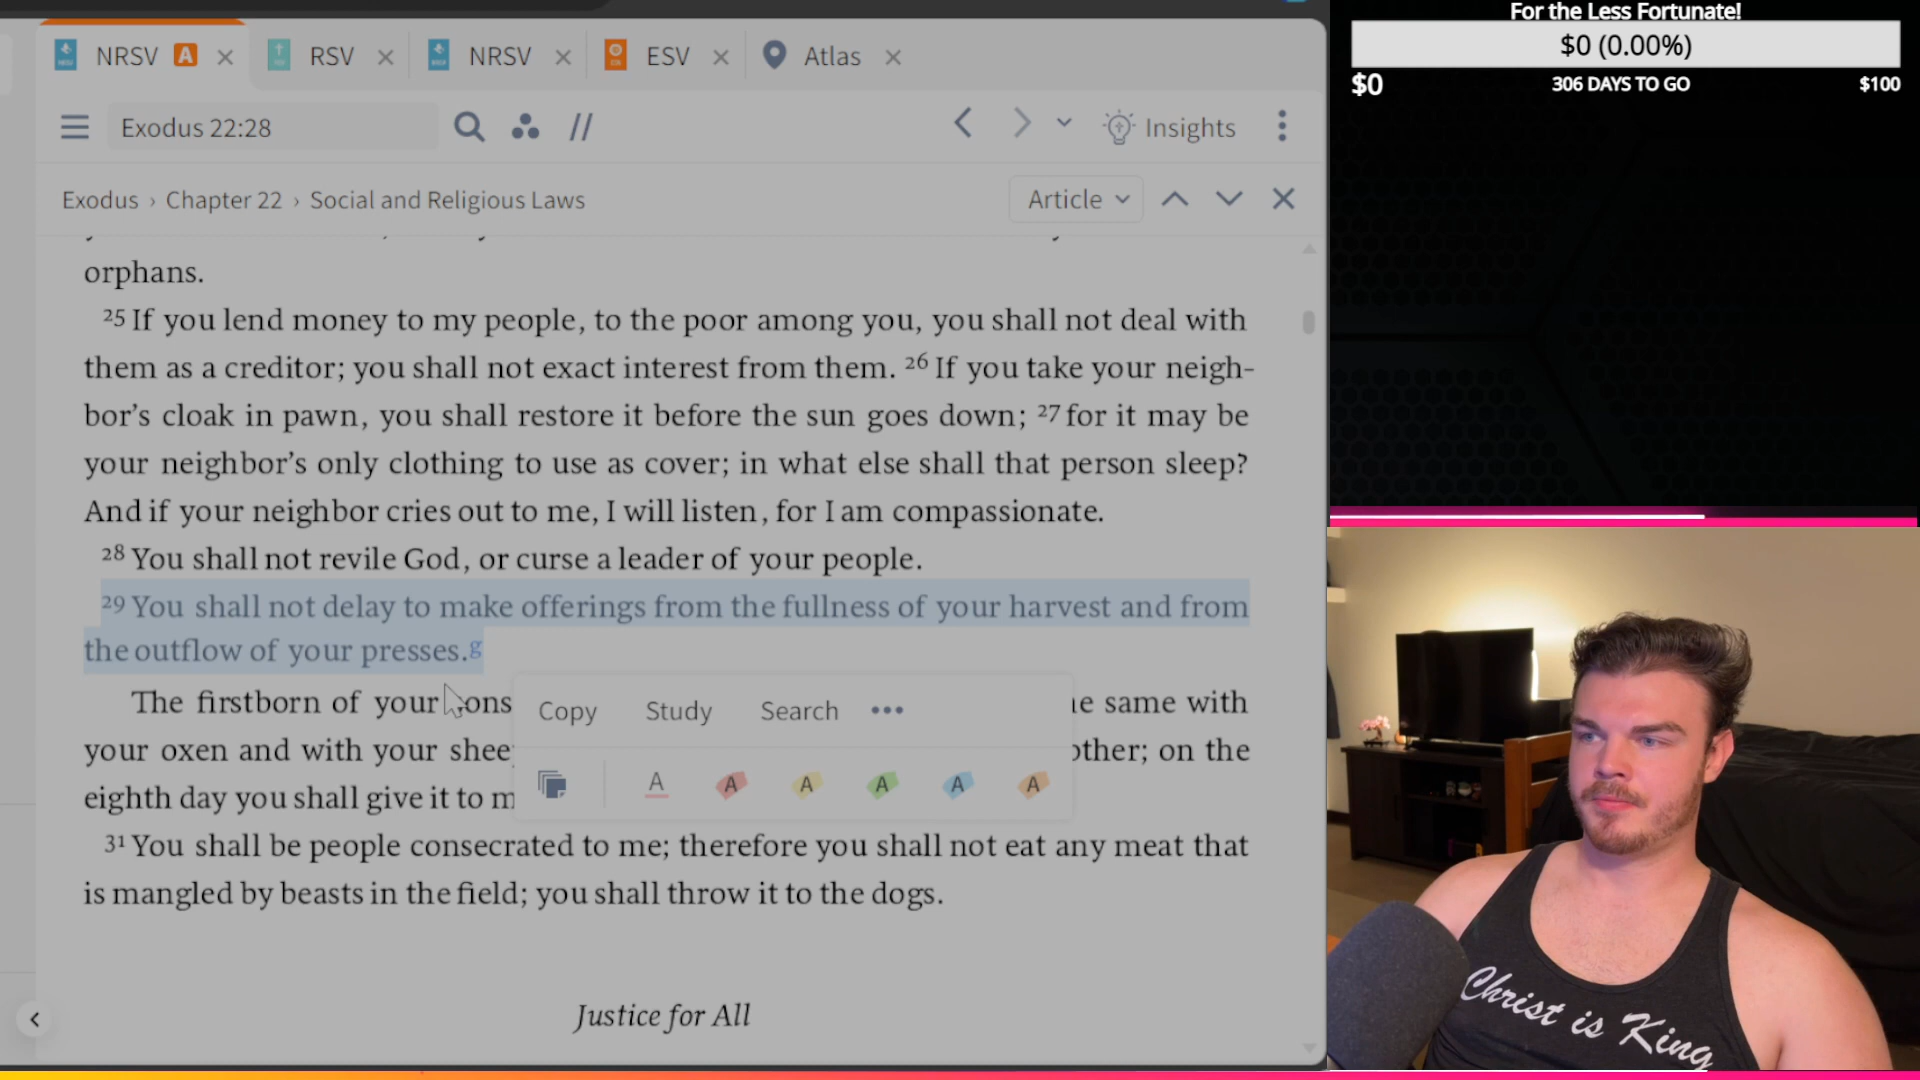 NRSV A RSV NRSV ESV Atlas
Exodus 22:28 // Insights
Exodus › Chapter 22 › Social and Religious Laws Article
orphans.
25 If you lend money to my people, to the poor among you, you shall not deal with
them as a creditor; you shall not exact interest from them. 26 If you take your neigh-
bor’s cloak in pawn, you shall restore it before the sun goes down; 27 for it may be
your neighbor’s only clothing to use as cover; in what else shall that person sleep?
And if your neighbor cries out to me, I will listen, for I am compassionate.
28 You shall not revile God, or curse a leader of your people.
29 You shall not delay to make offerings from the fullness of your harvest and from
the outflow of your presses.g
The firstborn of your sons same with
your oxen and with your on the
eighth day you shall give it to
31 You shall be people consecrated to me; therefore you shall not eat any meat that
is mangled by beasts in the field; you shall throw it to the dogs.
Justice for All
Copy Study Search
A A A A A A
For the Less Fortunate!
$0 (0.00%)
$0 306 DAYS TO GO $100
Christ is King